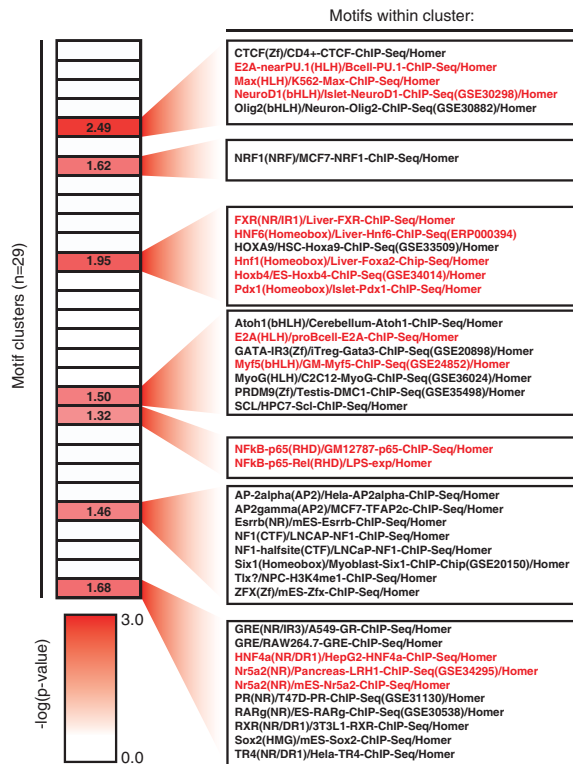 Motifs within cluster:
Motif clusters (n=29)
2.49
1.62
1.95
1.50
1.32
1.46
1.68
CTCF(Zf)/CD4+-CTCF-ChIP-Seq/Homer
E2A-nearPU.1(HLH)/Bcell-PU.1-ChIP-Seq/Homer
Max(HLH)/K562-Max-ChIP-Seq/Homer
NeuroD1(bHLH)/Islet-NeuroD1-ChIP-Seq(GSE30298)/Homer
Olig2(bHLH)/Neuron-Olig2-ChIP-Seq(GSE30882)/Homer
NRF1(NRF)/MCF7-NRF1-ChIP-Seq/Homer
FXR(NR/IR1)/Liver-FXR-ChIP-Seq/Homer
HNF6(Homeobox)/Liver-Hnf6-ChIP-Seq(ERP000394)
HOXA9/HSC-Hoxa9-ChIP-Seq(GSE33509)/Homer
Hnf1(Homeobox)/Liver-Foxa2-Chip-Seq/Homer
Hoxb4/ES-Hoxb4-ChIP-Seq(GSE34014)/Homer
Pdx1(Homeobox)/Islet-Pdx1-ChIP-Seq/Homer
Atoh1(bHLH)/Cerebellum-Atoh1-ChIP-Seq/Homer
E2A(HLH)/proBcell-E2A-ChIP-Seq/Homer
GATA-IR3(Zf)/iTreg-Gata3-ChIP-Seq(GSE20898)/Homer
Myf5(bHLH)/GM-Myf5-ChIP-Seq(GSE24852)/Homer
MyoG(HLH)/C2C12-MyoG-ChIP-Seq(GSE36024)/Homer
PRDM9(Zf)/Testis-DMC1-ChIP-Seq(GSE35498)/Homer
SCL/HPC7-Scl-ChIP-Seq/Homer
NFkB-p65(RHD)/GM12787-p65-ChIP-Seq/Homer
NFkB-p65-Rel(RHD)/LPS-exp/Homer
AP-2alpha(AP2)/Hela-AP2alpha-ChIP-Seq/Homer
AP2gamma(AP2)/MCF7-TFAP2c-ChIP-Seq/Homer
Esrrb(NR)/mES-Esrrb-ChIP-Seq/Homer
NF1(CTF)/LNCAP-NF1-ChIP-Seq/Homer
NF1-halfsite(CTF)/LNCaP-NF1-ChIP-Seq/Homer
Six1(Homeobox)/Myoblast-Six1-ChIP-Chip(GSE20150)/Homer
Tlx?/NPC-H3K4me1-ChIP-Seq/Homer
ZFX(Zf)/mES-Zfx-ChIP-Seq/Homer
GRE(NR/IR3)/A549-GR-ChIP-Seq/Homer
GRE/RAW264.7-GRE-ChIP-Seq/Homer
HNF4a(NR/DR1)/HepG2-HNF4a-ChIP-Seq/Homer
Nr5a2(NR)/Pancreas-LRH1-ChIP-Seq(GSE34295)/Homer
Nr5a2(NR)/mES-Nr5a2-ChIP-Seq/Homer
PR(NR)/T47D-PR-ChIP-Seq(GSE31130)/Homer
RARg(NR)/ES-RARg-ChIP-Seq(GSE30538)/Homer
RXR(NR/DR1)/3T3L1-RXR-ChIP-Seq/Homer
Sox2(HMG)/mES-Sox2-ChIP-Seq/Homer
TR4(NR/DR1)/Hela-TR4-ChIP-Seq/Homer
-log(p-value)
3.0
0.0